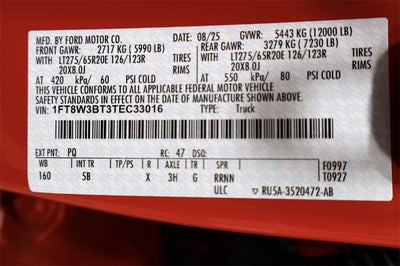 MFD. BY FORD MOTOR CO. 08/25 GVWR: 5443 KG (12000 LB)
FRONT GAWR: 2717 KG ( 5990 LB) REAR GAWR: 3279 KG ( 7230 LB)
WITH LT275/65R20E 126/123R TIRES WITH LT275/65R20E 126/123R TIRES
20X8.0J RIMS 20X8.0J RIMS
AT 420 kPa/ 60 PSI COLD AT 550 kPa/ 80 PSI COLD
THIS VEHICLE CONFORMS TO ALL APPLICABLE FEDERAL MOTOR VEHICLE
SAFETY STANDARDS IN EFFECT ON THE DATE OF MANUFACTURE SHOWN ABOVE.
VIN: 1FT8W3BT3TEC33016 TYPE: Truck
EXT PNT: PQ RC: 47 DSO:
WB INT TR TP/PS R AXLE TR SPR F0997
160 5B X 3H G RRNN T0927
ULC RU5A-3520472-AB